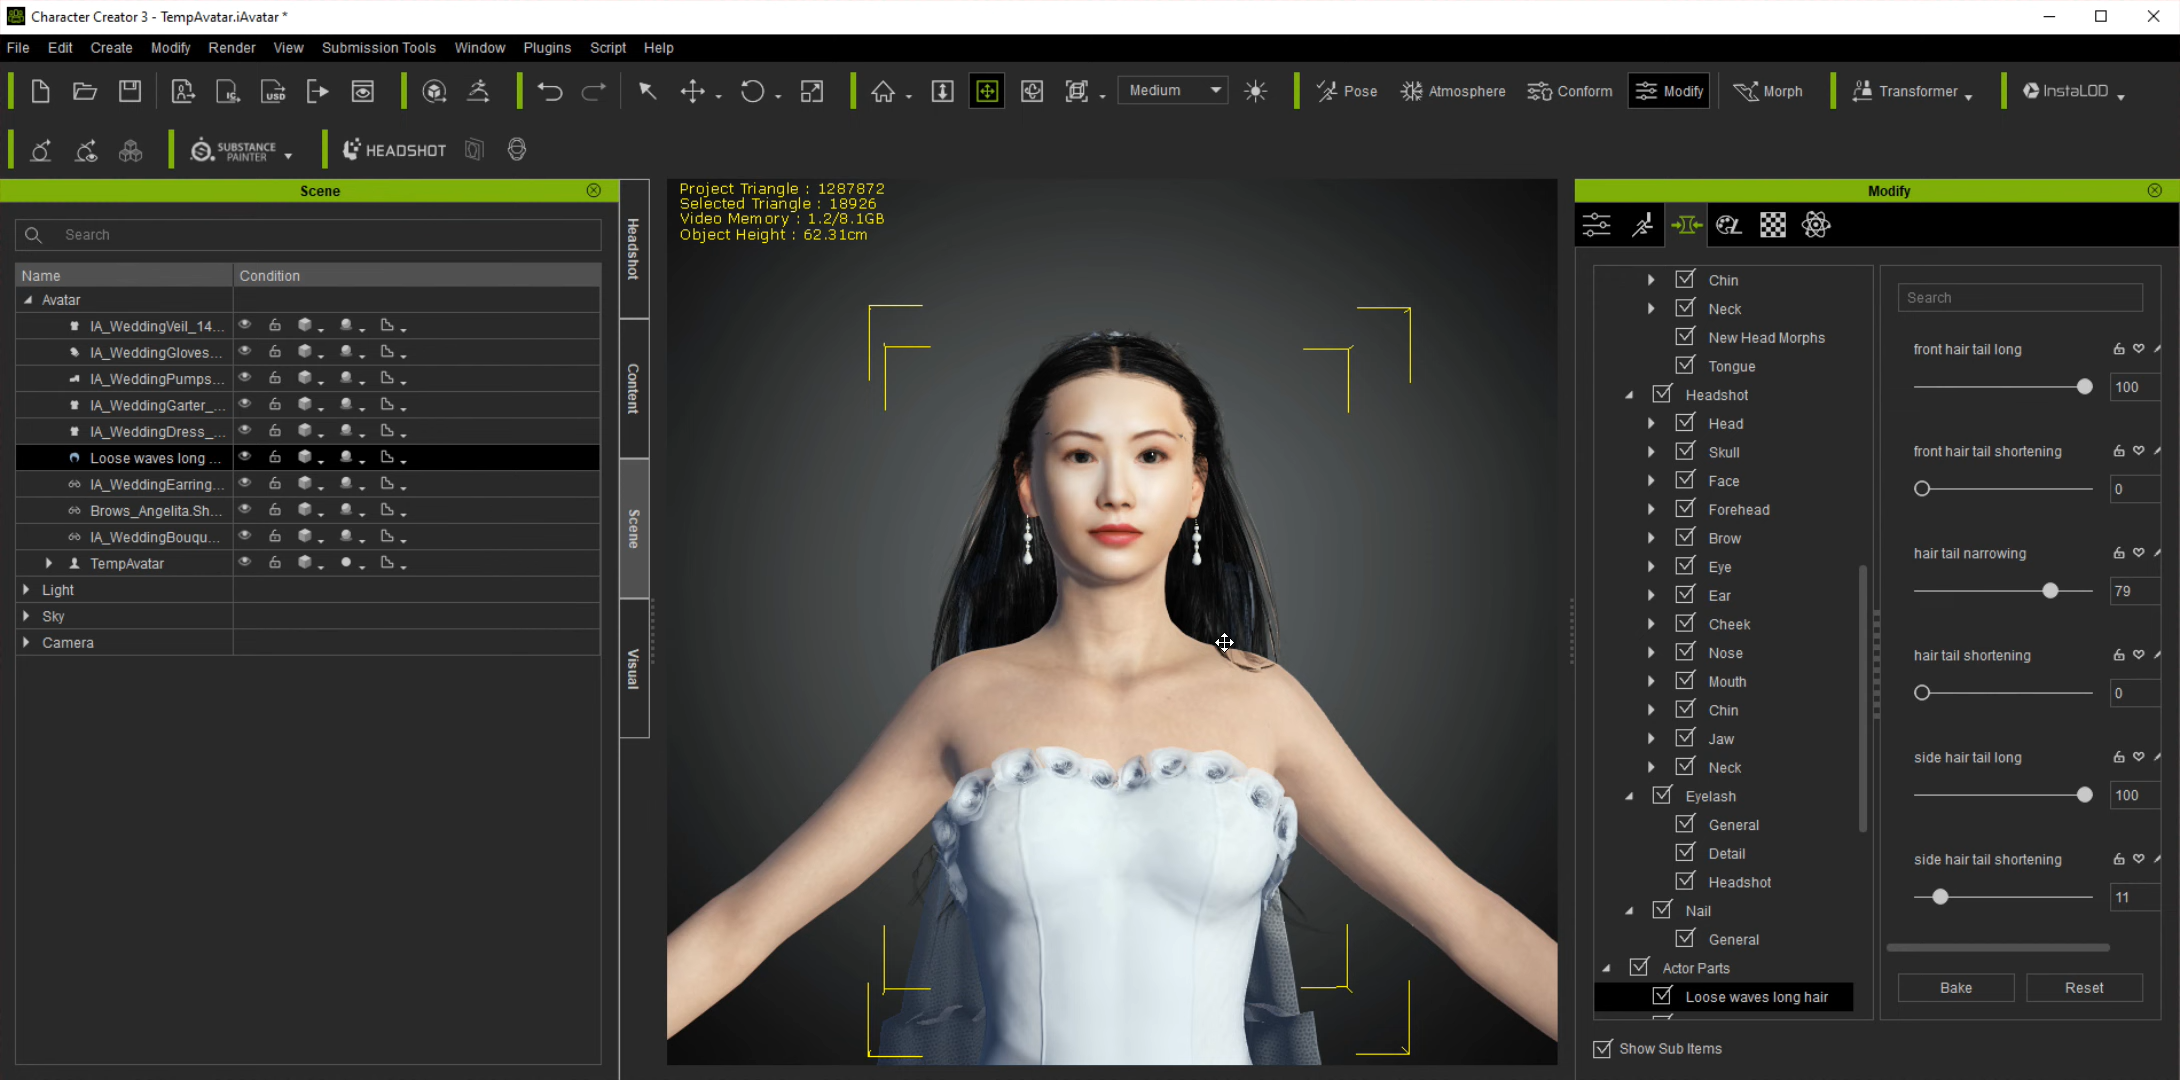 Character Creator 3 - TempAvatar.iAvatar *
File Edit Create Modify Render View Submission Tools Window Plugins Script Help
IC USD Medium Pose Atmosphere Conform Modify Morph Transformer InstaLOD
SUBSTANCE PAINTER HEADSHOT
Scene
Search
Name Condition
Avatar
IA_WeddingVeil_14...
IA_WeddingGloves...
IA_WeddingPumps...
IA_WeddingGarter_...
IA_WeddingDress_...
Loose waves long ...
IA_WeddingEarring...
Brows_Angelita.Sh...
IA_WeddingBouqu...
TempAvatar
Light
Sky
Camera
Headshot
Content
Scene
Visual
Project Triangle : 1287872
Selected Triangle : 18926
Video Memory : 1.2/8.1GB
Object Height : 62.31cm
Modify
Chin
Neck
New Head Morphs
Tongue
Headshot
Head
Skull
Face
Forehead
Brow
Eye
Ear
Cheek
Nose
Mouth
Chin
Jaw
Neck
Eyelash
General
Detail
Headshot
Nail
General
Actor Parts
Loose waves long hair
Show Sub Items
Search
front hair tail long
100
front hair tail shortening
0
hair tail narrowing
79
hair tail shortening
0
side hair tail long
100
side hair tail shortening
11
Bake Reset